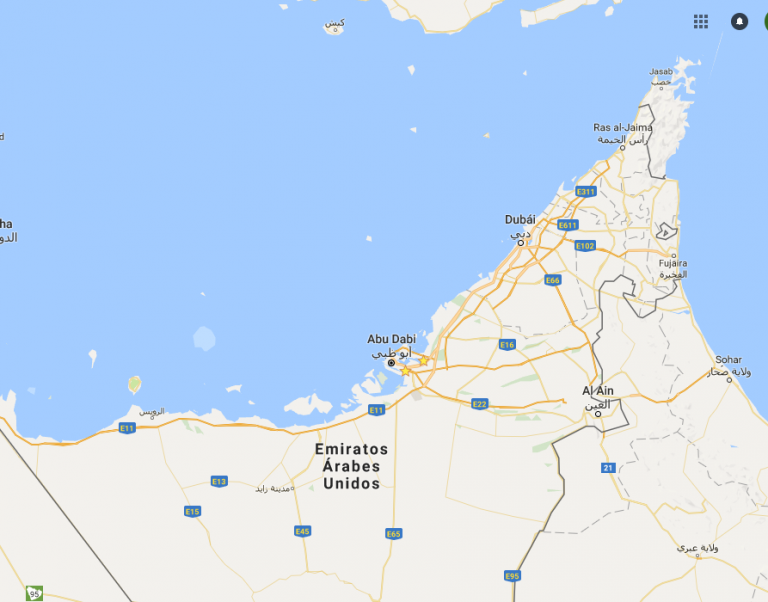 كيش
Jasab
خصب
Ras al-Jaima
رأس الخيمة
d
E311
ha
الدو
Dubái
دبي
E611
E102
Fujaira
الفجيرة
E66
Abu Dabi
أبو ظبي
E16
Sohar
ولاية صحار
Al Ain
العين
E22
E11
الرويس
E11
Emiratos
Árabes
Unidos
21
E13
مدينة زايد
E15
E45
E65
ولاية عبري
E95
95